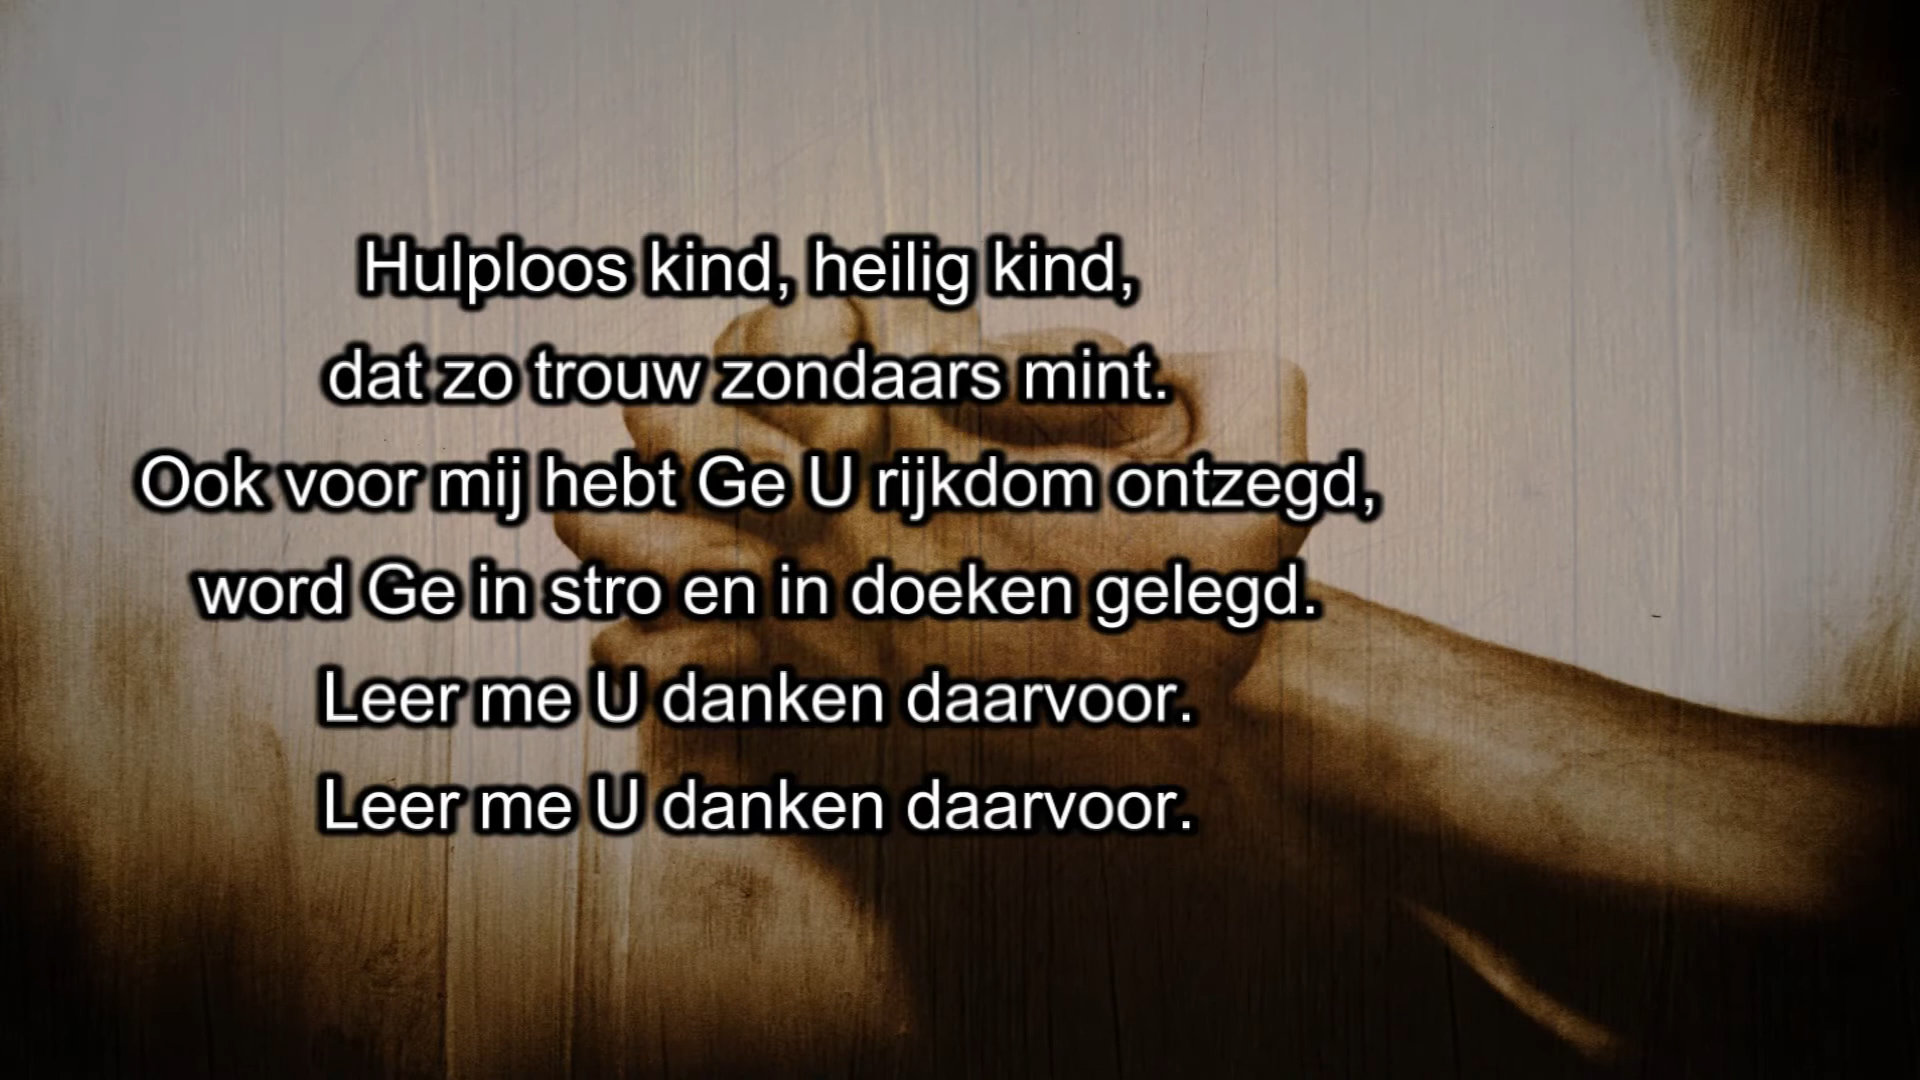 Hulploos kind, heilig kind,
dat zo trouw zondaars mint.
Ook voor mij hebt Ge U rijkdom ontzegd,
word Ge in stro en in doeken gelegd.
Leer me U danken daarvoor.
Leer me U danken daarvoor.